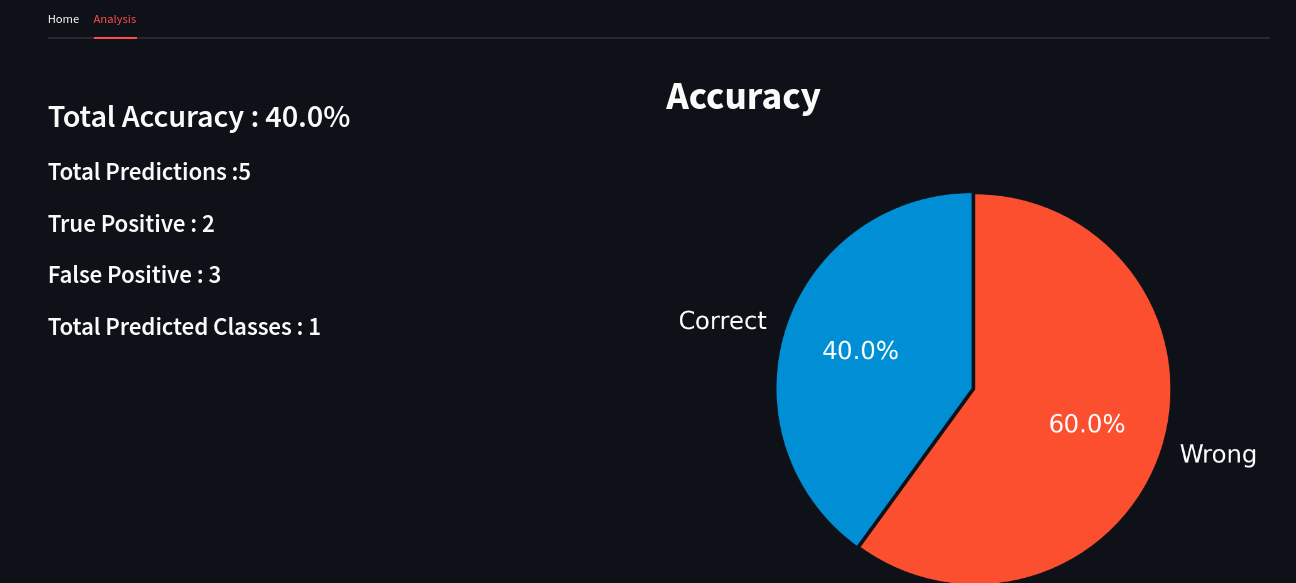 Home Analysis
Total Accuracy : 40.0%
Total Predictions :5
True Positive : 2
False Positive : 3
Total Predicted Classes : 1
Accuracy
Correct
40.0%
60.0%
Wrong